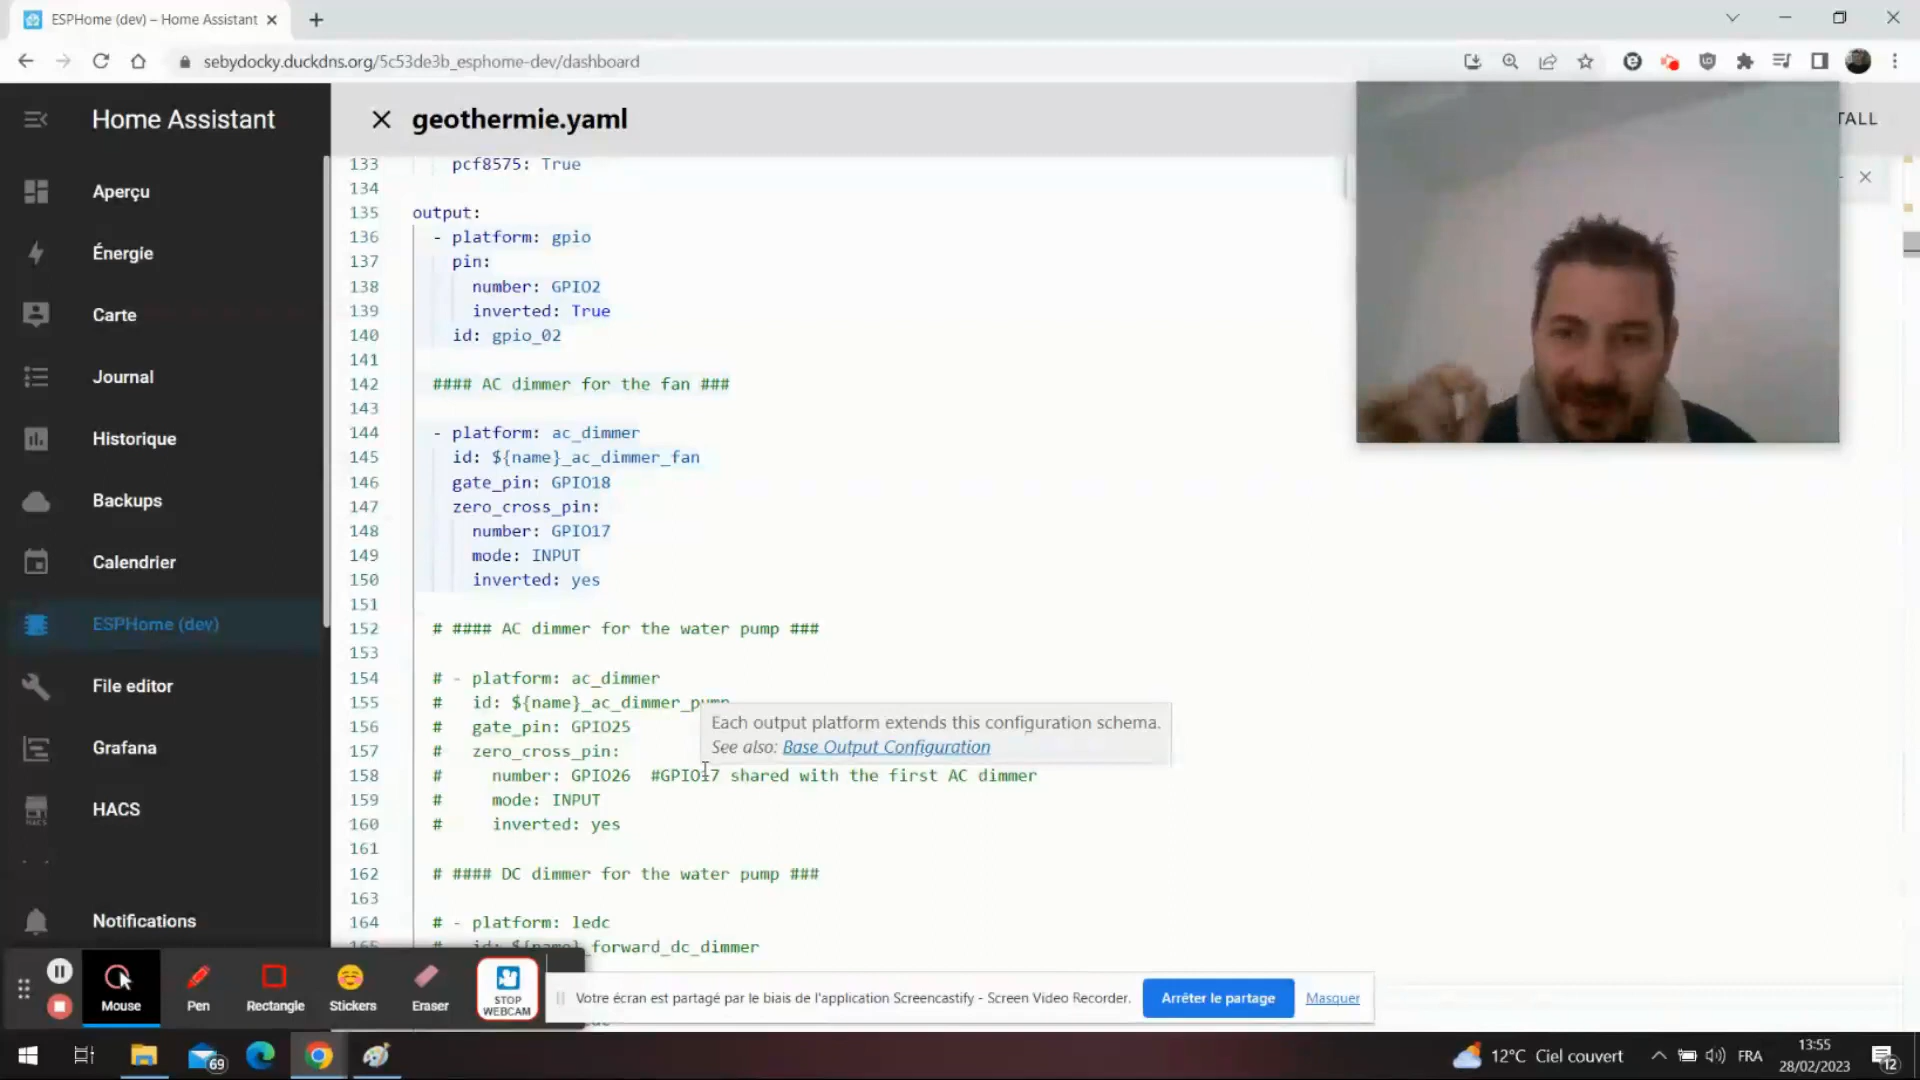 ESPHome (dev) – Home Assistant
sebydocky.duckdns.org/5c53de3b_esphome-dev/dashboard
Home Assistant
geothermie.yaml
TALL
Aperçu
Énergie
Carte
Journal
Historique
Backups
Calendrier
ESPHome (dev)
File editor
Grafana
HACS
HACS
Notifications
133 pcf8575: True
134
135 output:
136 - platform: gpio
137 pin:
138 number: GPIO2
139 inverted: True
140 id: gpio_02
141
142 #### AC dimmer for the fan ###
143
144 - platform: ac_dimmer
145 id: ${name}_ac_dimmer_fan
146 gate_pin: GPIO18
147 zero_cross_pin:
148 number: GPIO17
149 mode: INPUT
150 inverted: yes
151
152 # #### AC dimmer for the water pump ###
153
154 # - platform: ac_dimmer
155 # id: ${name}_ac_dimmer_pump
156 # gate_pin: GPIO25
157 # zero_cross_pin:
158 # number: GPIO26 #GPIO17 shared with the first AC dimmer
159 # mode: INPUT
160 # inverted: yes
161
162 # #### DC dimmer for the water pump ###
163
164 # - platform: ledc
165 # id: ${name}_forward_dc_dimmer
Each output platform extends this configuration schema.
See also: Base Output Configuration
Mouse
Pen
Rectangle
Stickers
Eraser
STOP
WEBCAM
Votre écran est partagé par le biais de l'application Screencastify - Screen Video Recorder.
Arrêter le partage
Masquer
69
12°C Ciel couvert
FRA
13:55
28/02/2023
12